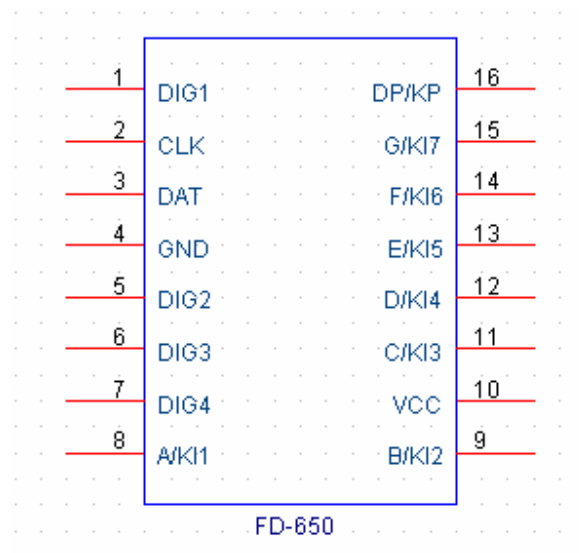 1 DIG1 DP/KP 16
2 CLK G/KI7 15
3 DAT F/KI6 14
4 GND E/KI5 13
5 DIG2 D/KI4 12
6 DIG3 C/KI3 11
7 DIG4 VCC 10
8 A/KI1 B/KI2 9
FD-650